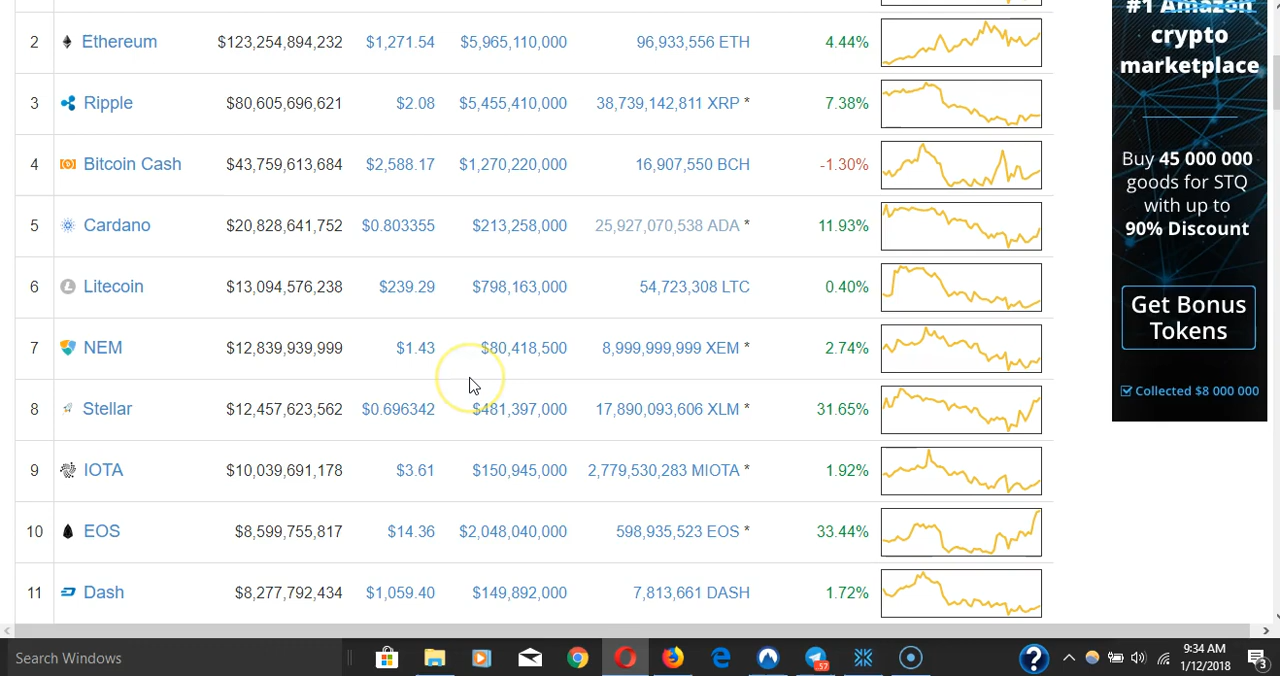 #1 Amazon
crypto
marketplace
Buy 45 000 000
goods for STQ
with up to
90% Discount
Get Bonus
Tokens
Collected $8 000 000
2 Ethereum $123,254,894,232 $1,271.54 $5,965,110,000 96,933,556 ETH 4.44%
3 Ripple $80,605,696,621 $2.08 $5,455,410,000 38,739,142,811 XRP * 7.38%
4 Bitcoin Cash $43,759,613,684 $2,588.17 $1,270,220,000 16,907,550 BCH -1.30%
5 Cardano $20,828,641,752 $0.803355 $213,258,000 25,927,070,538 ADA * 11.93%
6 Litecoin $13,094,576,238 $239.29 $798,163,000 54,723,308 LTC 0.40%
7 NEM $12,839,939,999 $1.43 $80,418,500 8,999,999,999 XEM * 2.74%
8 Stellar $12,457,623,562 $0.696342 $481,397,000 17,890,093,606 XLM * 31.65%
9 IOTA $10,039,691,178 $3.61 $150,945,000 2,779,530,283 MIOTA * 1.92%
10 EOS $8,599,755,817 $14.36 $2,048,040,000 598,935,523 EOS * 33.44%
11 Dash $8,277,792,434 $1,059.40 $149,892,000 7,813,661 DASH 1.72%
Search Windows
57
?
9:34 AM
1/12/2018
3